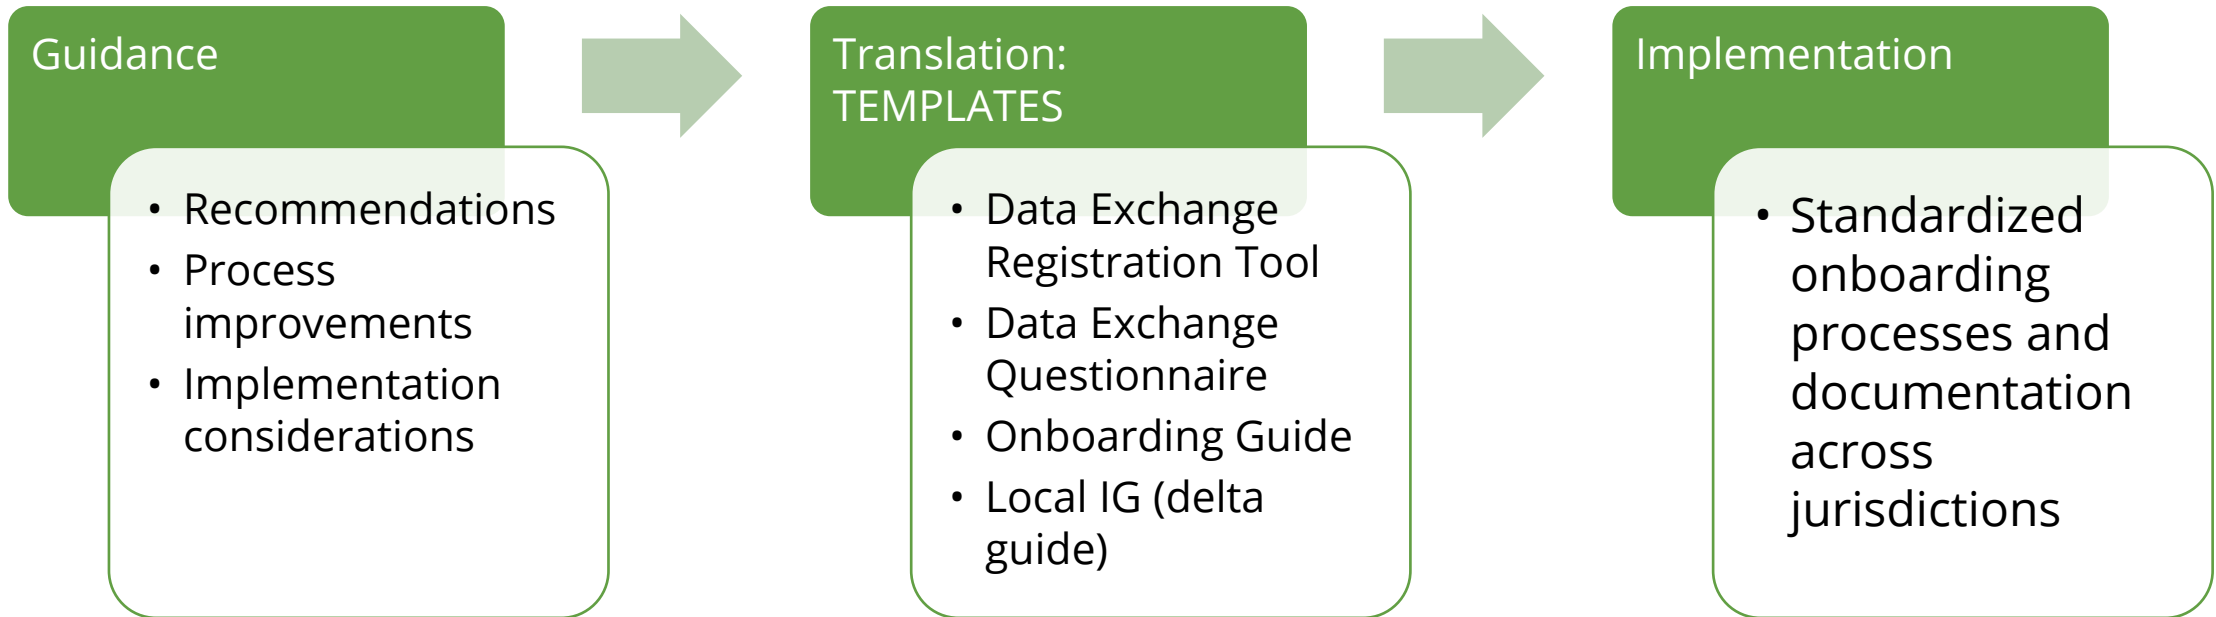 Guidance
• Recommendations
• Process
improvements
• Implementation
considerations
Translation:
TEMPLATES
• Data Exchange
Registration Tool
• Data Exchange
Questionnaire
• Onboarding Guide
• Local IG (delta
guide)
Implementation
• Standardized
onboarding
processes and
documentation
across
jurisdictions